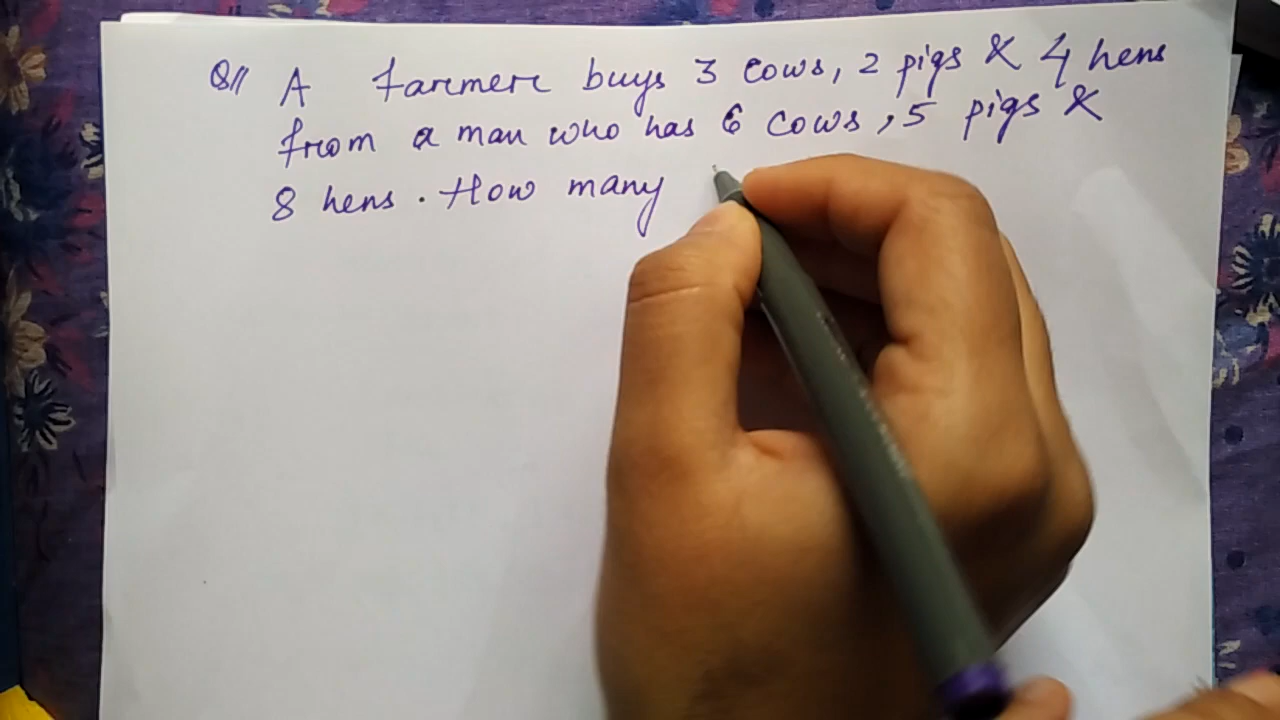 Q// A farmer buys 3 cows, 2 pigs & 4 hens
from a man who has 6 cows, 5 pigs &
8 hens. How many